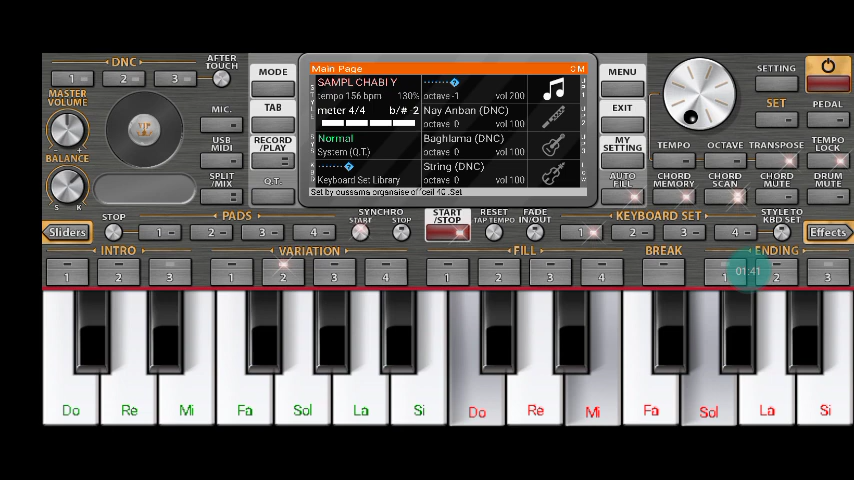 DNC
AFTER TOUCH
1 2 3
MASTER VOLUME
BALANCE
S K
MIC.
USB MIDI
SPLIT /MIX
MODE
TAB
RECORD /PLAY
Q.T.
Main Page C M
SAMPL CHABI Y
tempo 156 bpm 130%
meter 4/4 b/# 2
Normal
System (Q.T.)
Keyboard Set Library
octave -1 vol 200
Nay Anban (DNC)
octave 0 vol 100
Baghlama (DNC)
octave 0 vol 100
String (DNC)
octave 0 vol 100
MENU
EXIT
MY SETTING
AUTO FILL
SETTING
SET
PEDAL
TEMPO OCTAVE TRANSPOSE TEMPO LOCK
CHORD MEMORY CHORD SCAN CHORD MUTE DRUM MUTE
Sliders
STOP
PADS
1 2 3 4
SYNCHRO
START STOP
START /STOP
RESET
TAP TEMPO
FADE IN/OUT
KEYBOARD SET
1 2 3 4
STYLE TO KBD SET
Effects
INTRO
1 2 3
VARIATION
1 2 3 4
FILL
1 2 3 4
BREAK
ENDING
1 2 3
01:41
Do Re Mi Fa Sol La Si Do Re Mi Fa Sol La Si